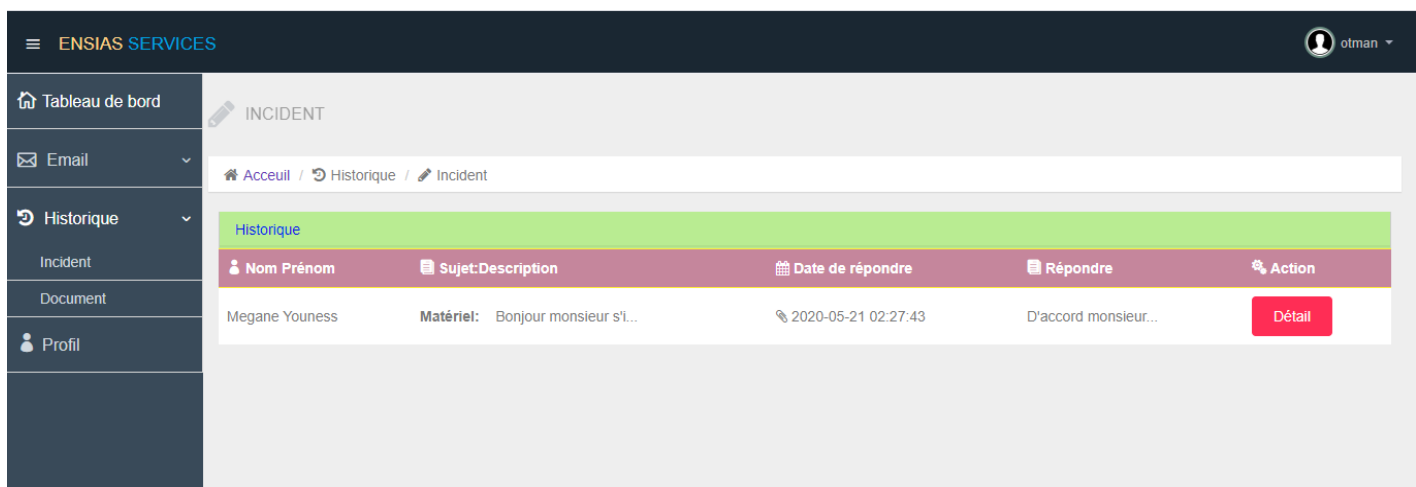 ENSIAS SERVICES
otman
Tableau de bord
Email
Historique
Incident
Document
Profil
INCIDENT
Acceuil / Historique / Incident
Historique
Nom Prénom Sujet:Description Date de répondre Répondre Action
Megane Youness Matériel: Bonjour monsieur s'i... 2020-05-21 02:27:43 D'accord monsieur... Détail